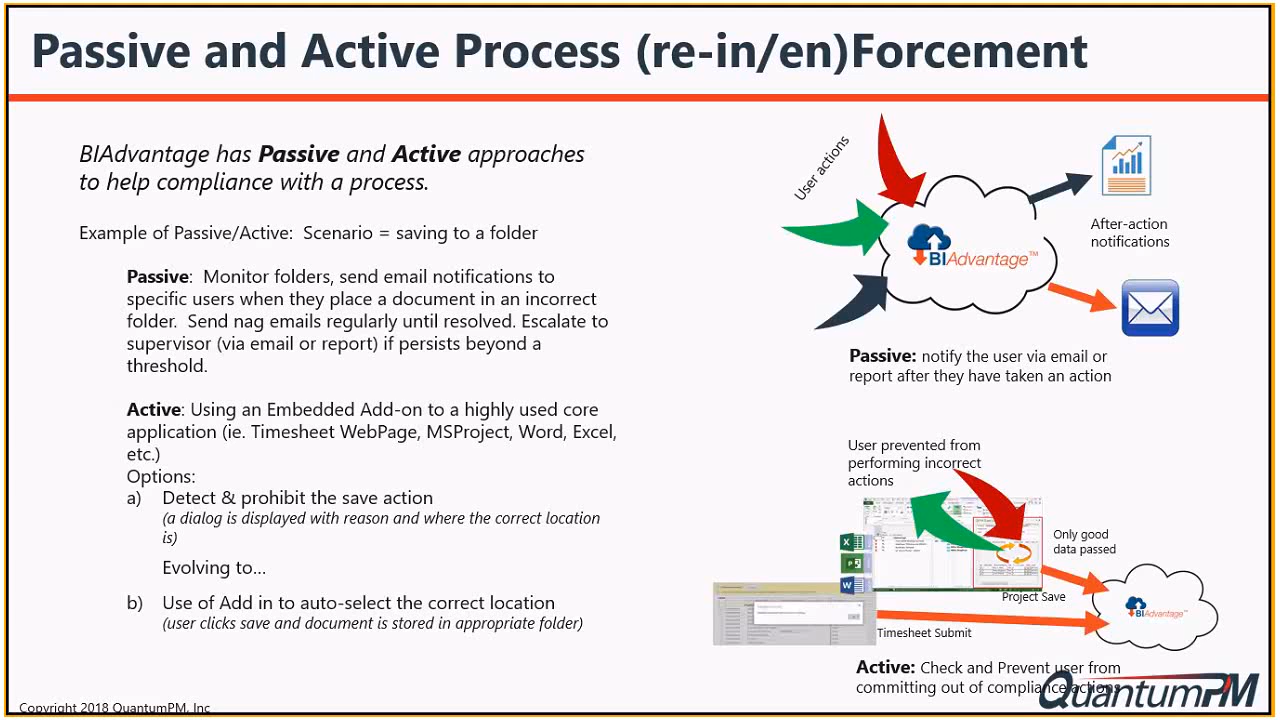 Passive and Active Process (re-in/en)Forcement
BIAdvantage has Passive and Active approaches
to help compliance with a process.
Example of Passive/Active:  Scenario = saving to a folder
Passive:  Monitor folders, send email notifications to
specific users when they place a document in an incorrect
folder.  Send nag emails regularly until resolved. Escalate to
supervisor (via email or report) if persists beyond a
threshold.
Active: Using an Embedded Add-on to a highly used core
application (ie. Timesheet WebPage, MSProject, Word, Excel,
etc.)
Options:
a) Detect & prohibit the save action
(a dialog is displayed with reason and where the correct location
is)
Evolving to...
b) Use of Add in to auto-select the correct location
(user clicks save and document is stored in appropriate folder)
User actions
BIAdvantage™
After-action
notifications
Passive: notify the user via email or
report after they have taken an action
User prevented from
performing incorrect
actions
Only good
data passed
Project Save
BIAdvantage™
Timesheet Submit
Active: Check and Prevent user from
committing out of compliance actions
QuantumPM
Copyright 2018 QuantumPM, Inc